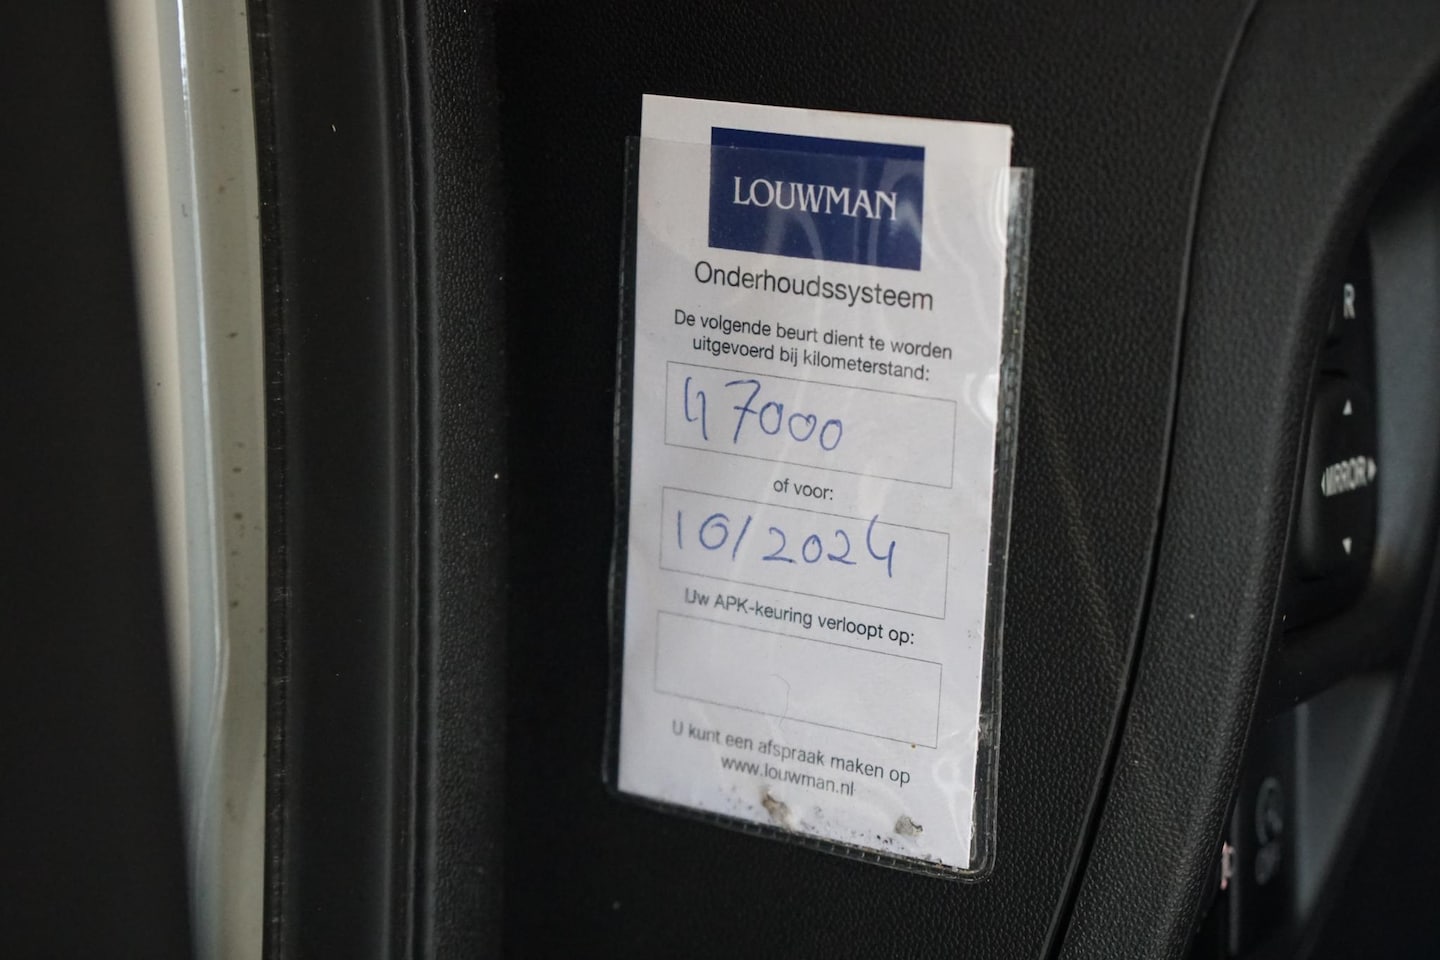 LOUWMAN
Onderhoudssysteem
De volgende beurt dient te worden
uitgevoerd bij kilometerstand:
47000
of voor:
10/2024
Uw APK-keuring verloopt op:
U kunt een afspraak maken op
www.louwman.nl
R
MIRROR